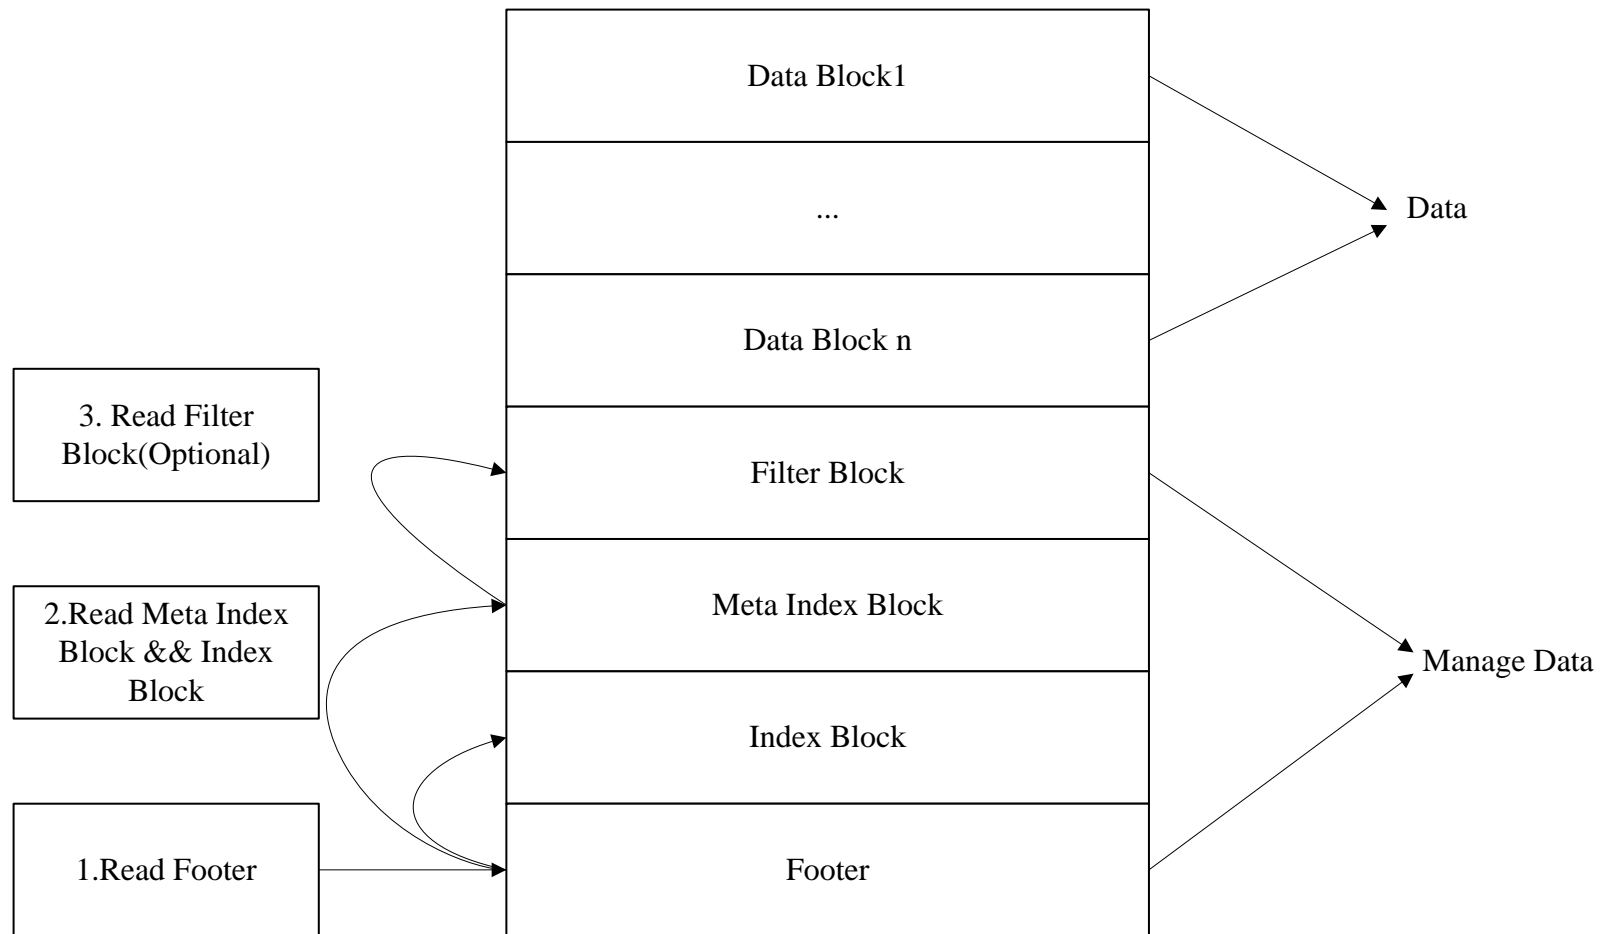 Data Block1
...
Data
Data Block n
3. Read Filter
Block(Optional)
Filter Block
2.Read Meta Index
Block && Index
Block
Meta Index Block
Manage Data
Index Block
1.Read Footer
Footer